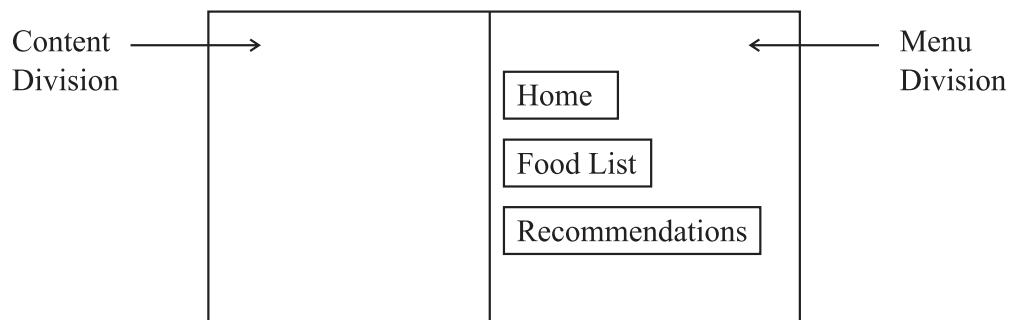 Content
Division
Home
Food List
Recommendations
Menu
Division